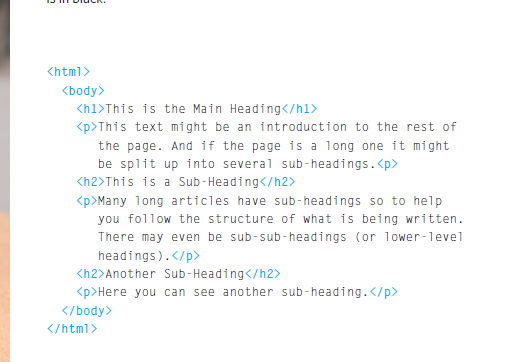 is in black.
<html>
<body>
<h1>This is the Main Heading</h1>
<p>This text might be an introduction to the rest of
the page. And if the page is a long one it might
be split up into several sub-headings.<p>
<h2>This is a Sub-Heading</h2>
<p>Many long articles have sub-headings so to help
you follow the structure of what is being written.
There may even be sub-sub-headings (or lower-level
headings).</p>
<h2>Another Sub-Heading</h2>
<p>Here you can see another sub-heading.</p>
</body>
</html>